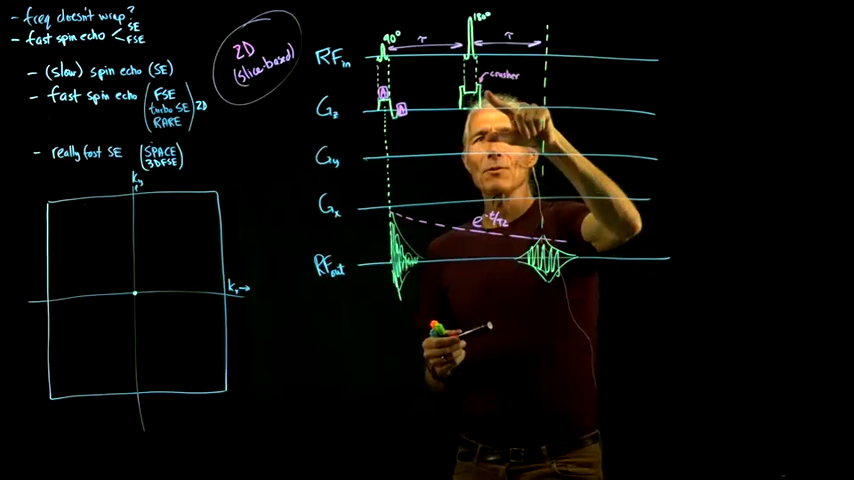 - freq doesn't wrap?
- fast spin echo < SE
FSE
- (slow) spin echo (SE)
- fast spin echo (FSE
turbo SE
RARE) 2D
- really fast SE (SPACE
3DFSE)
ky
kx→
2D
(slice-based)
90° τ 180° τ
RFin
crusher
A
Gz A
Gy
Gx
e^-t/T2
RFout